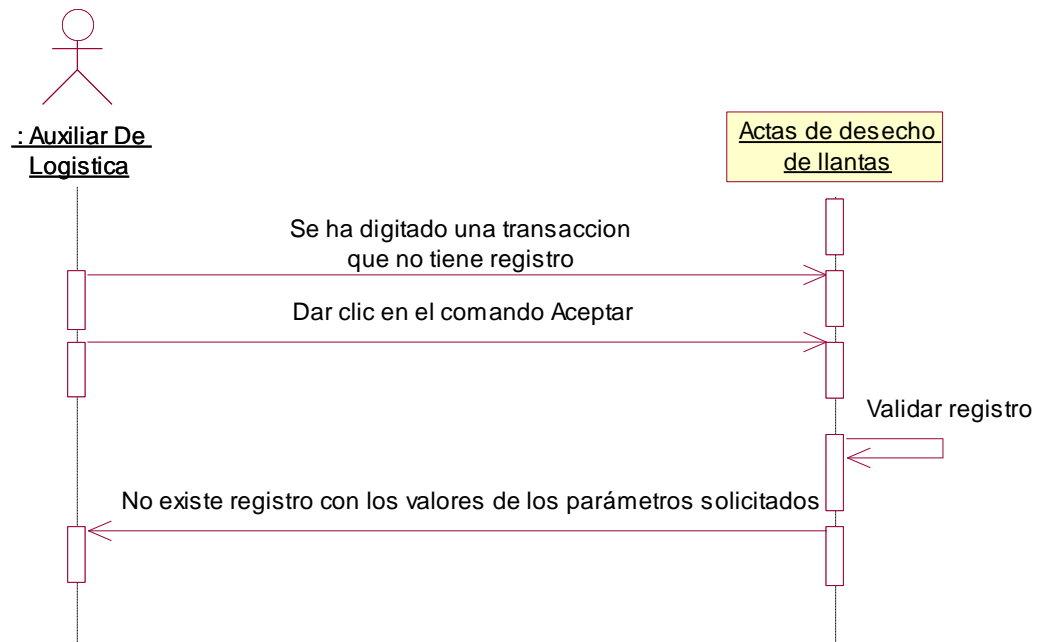 : Auxiliar De
Logistica
Actas de desecho
de llantas
Se ha digitado una transaccion
que no tiene registro
Dar clic en el comando Aceptar
Validar registro
No existe registro con los valores de los parámetros solicitados